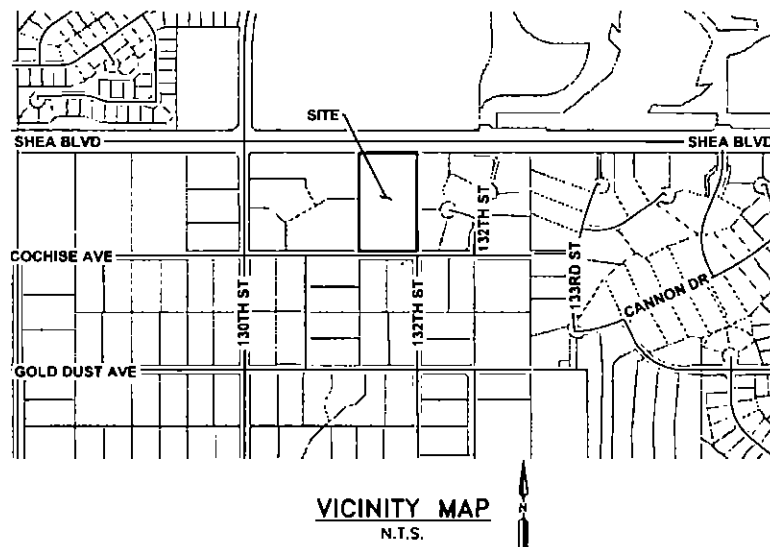 SITE
SHEA BLVD
SHEA BLVD
132TH ST
COCHISE AVE
133RD ST
130TH ST
132TH ST
CANNON DR
GOLD DUST AVE
VICINITY MAP
N
N.T.S.